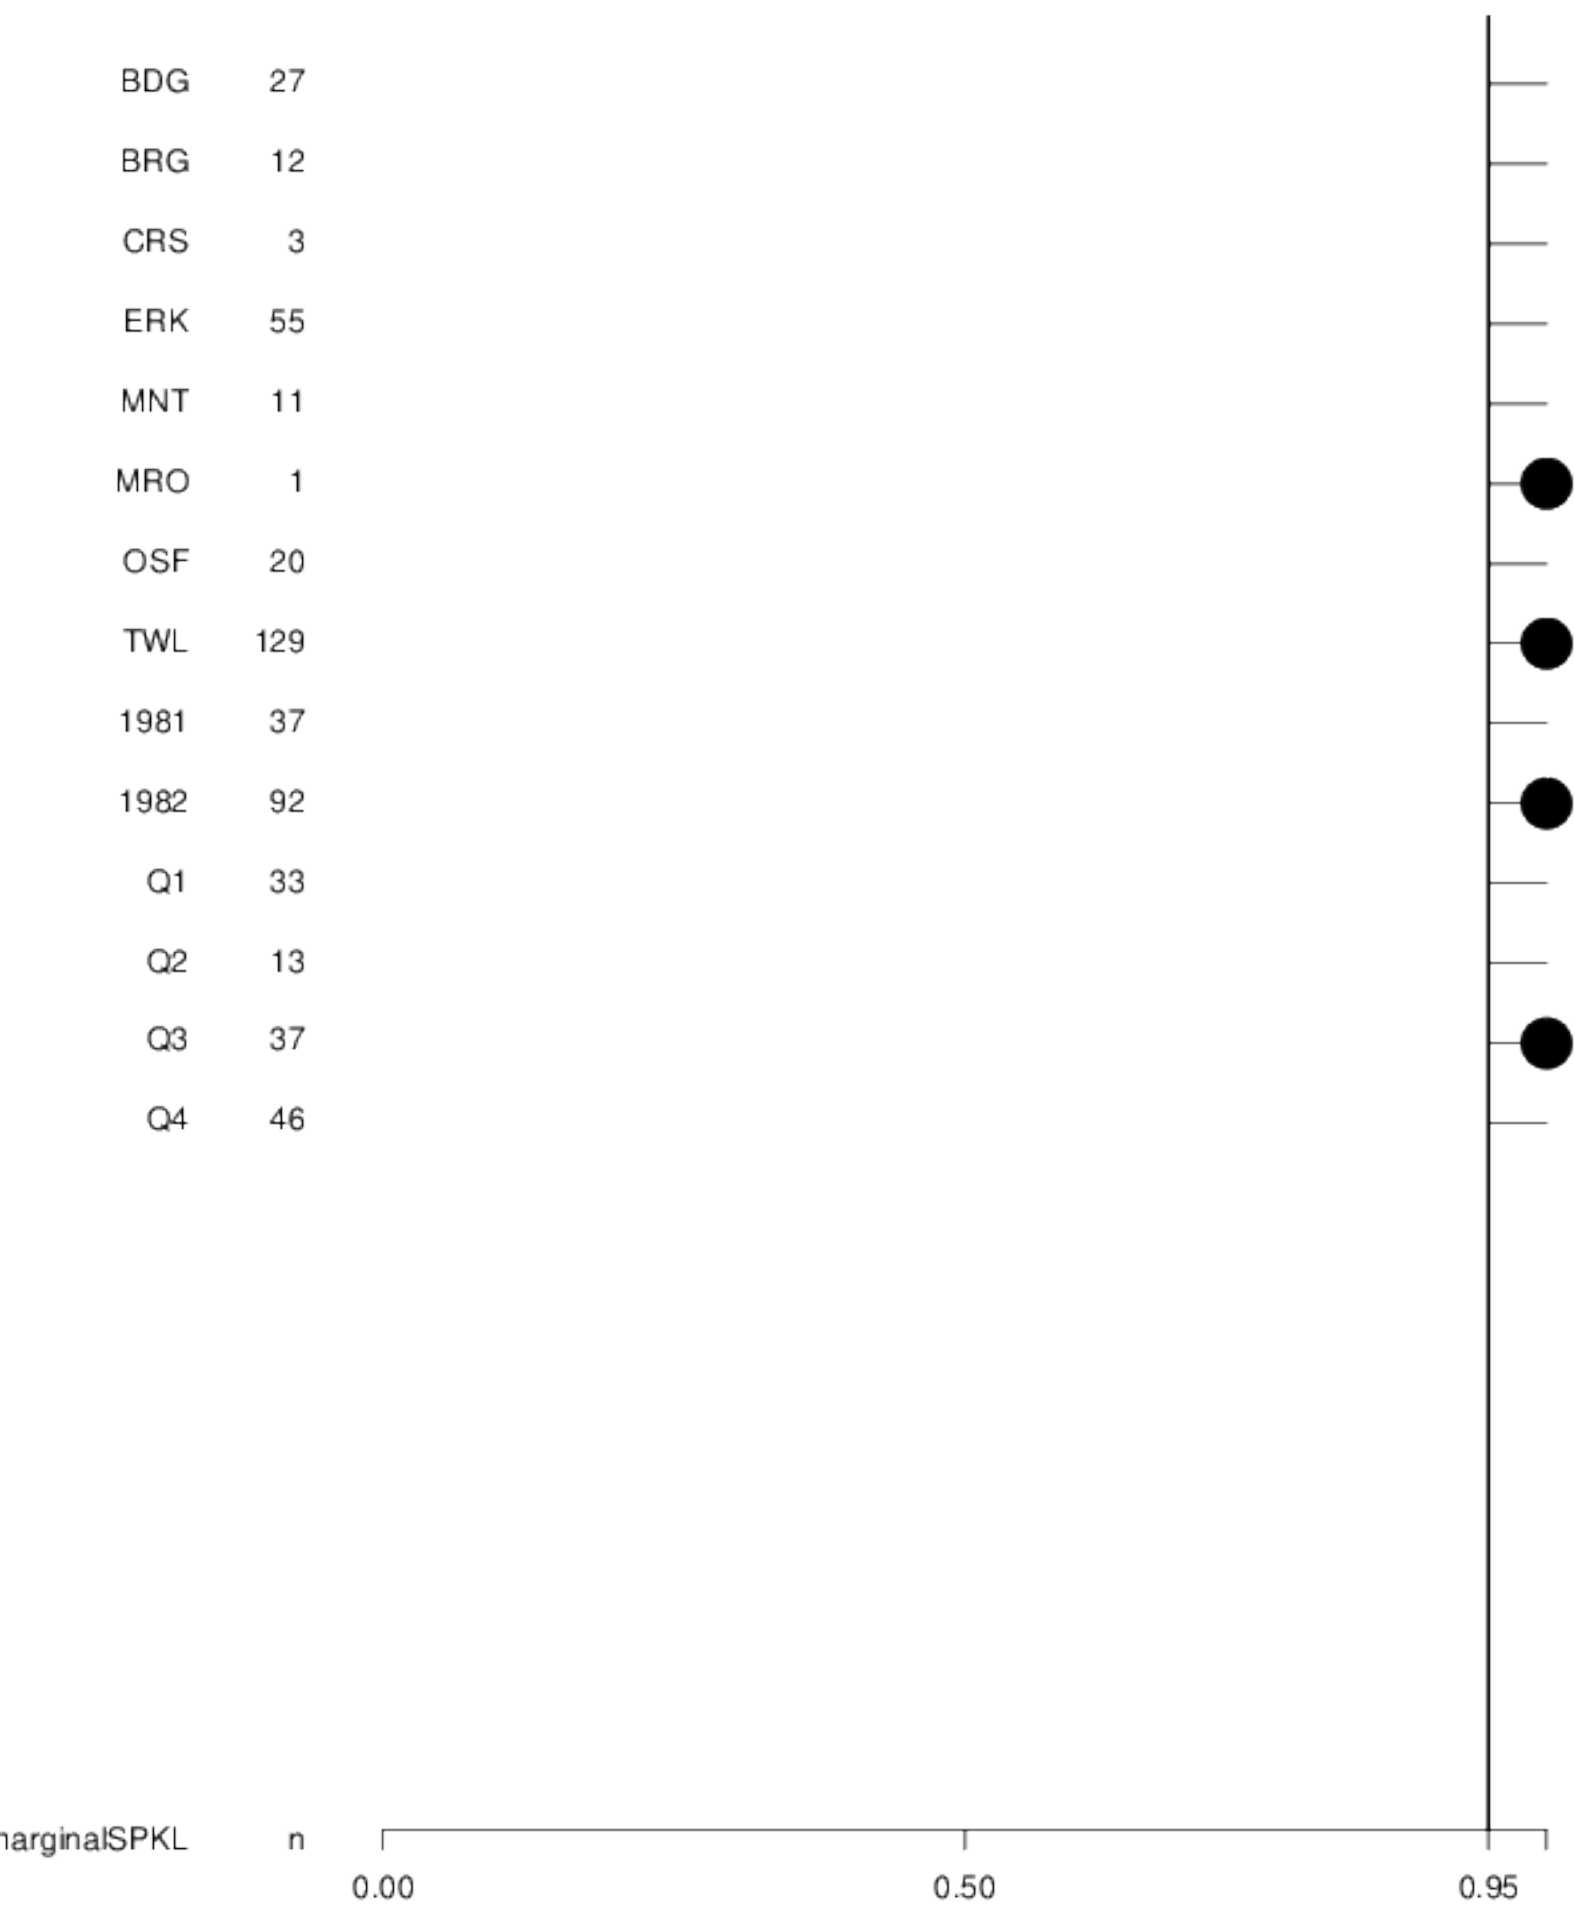 BDG 27
BRG 12
CRS 3
ERK 55
MNT 11
MRO 1
OSF 20
TWL 129
1981 37
1982 92
Q1 33
Q2 13
Q3 37
Q4 46
arginalSPKL n
0.00 0.50 0.95